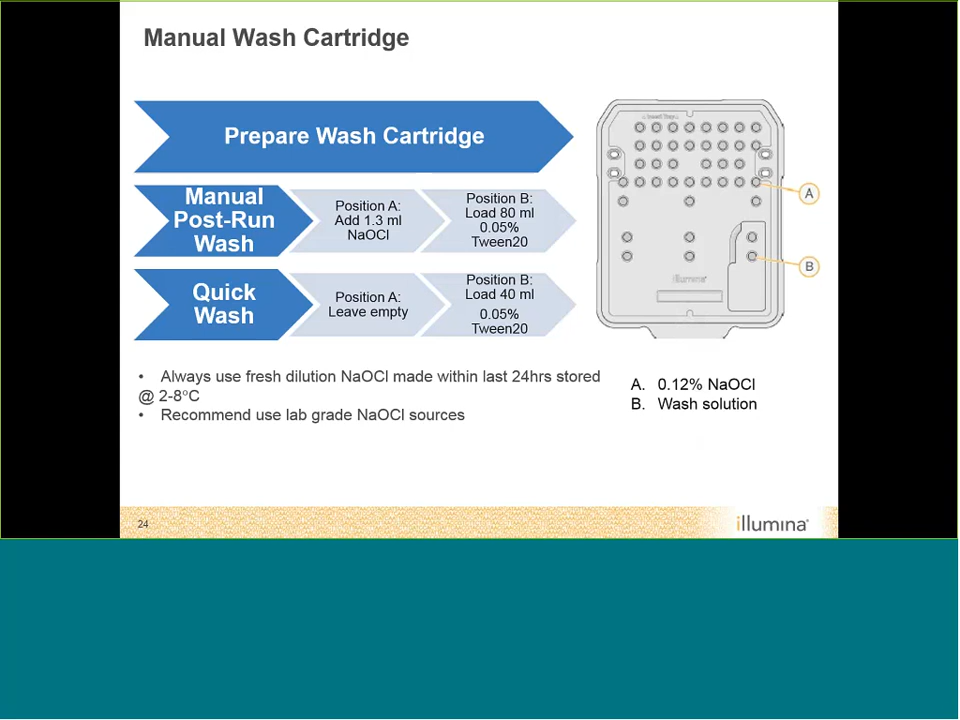 Manual Wash Cartridge
Prepare Wash Cartridge
Manual
Post-Run
Wash
Position A:
Add 1.3 ml
NaOCl
Position B:
Load 80 ml
0.05%
Tween20
Quick
Wash
Position A:
Leave empty
Position B:
Load 40 ml
0.05%
Tween20
A
B
illumina
• Always use fresh dilution NaOCl made within last 24hrs stored
@ 2-8°C
• Recommend use lab grade NaOCl sources
A. 0.12% NaOCl
B. Wash solution
24
illumina®